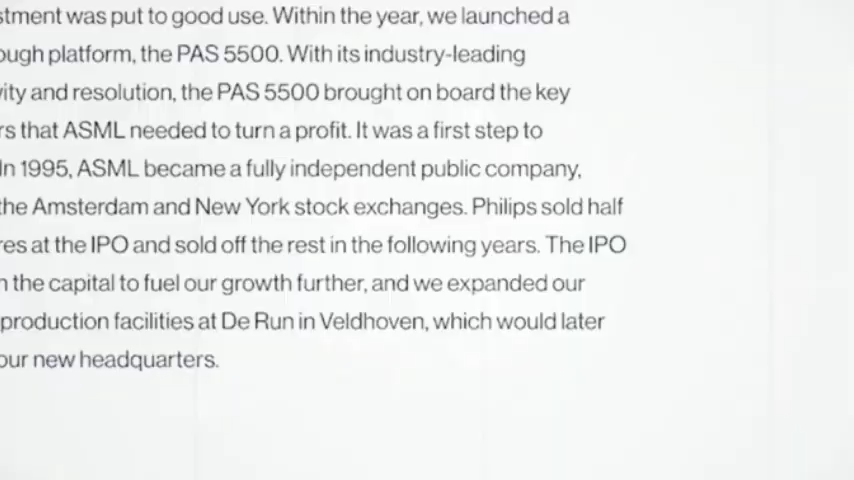 stment was put to good use. Within the year, we launched a
ough platform, the PAS 5500. With its industry-leading
vity and resolution, the PAS 5500 brought on board the key
rs that ASML needed to turn a profit. It was a first step to
In 1995, ASML became a fully independent public company,
the Amsterdam and New York stock exchanges. Philips sold half
res at the IPO and sold off the rest in the following years. The IPO
n the capital to fuel our growth further, and we expanded our
production facilities at De Run in Veldhoven, which would later
our new headquarters.